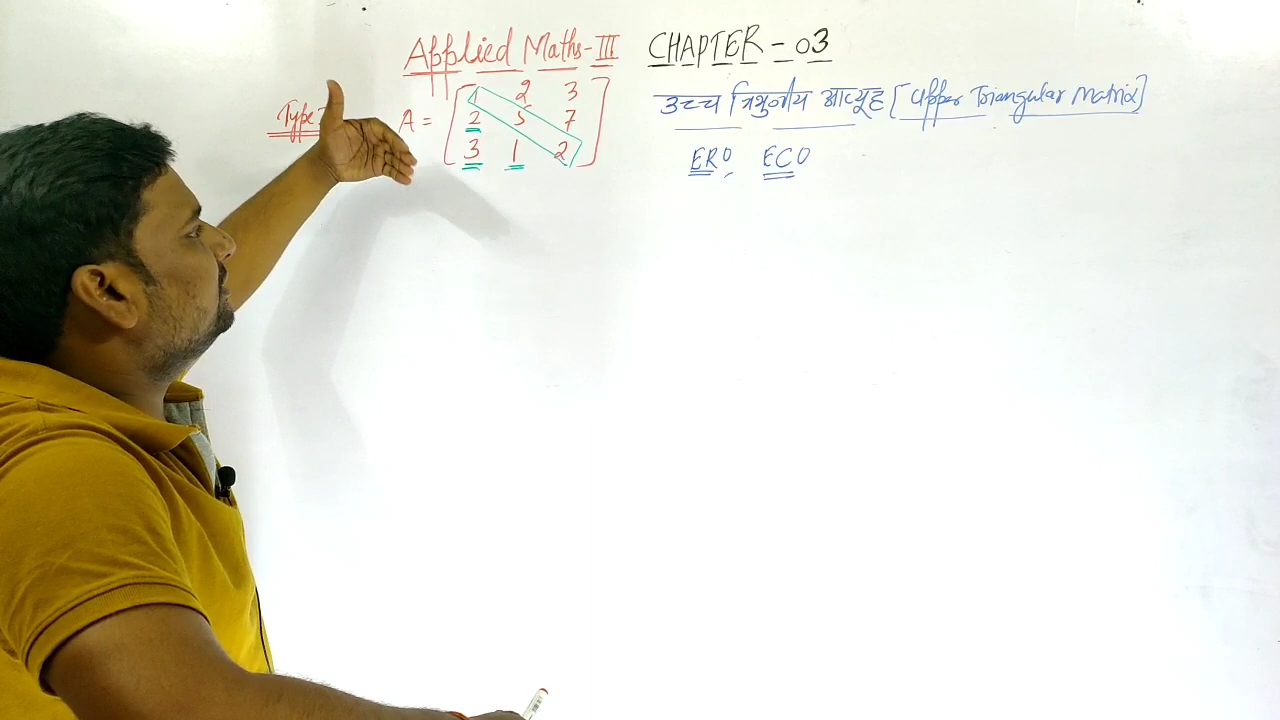 Applied Maths-III CHAPTER - 03
Type
A = [ 2 3
2 5 7
3 1 2 ]
उच्च त्रिभुजीय आव्यूह [Upper Triangular Matrix]
ERO, ECO